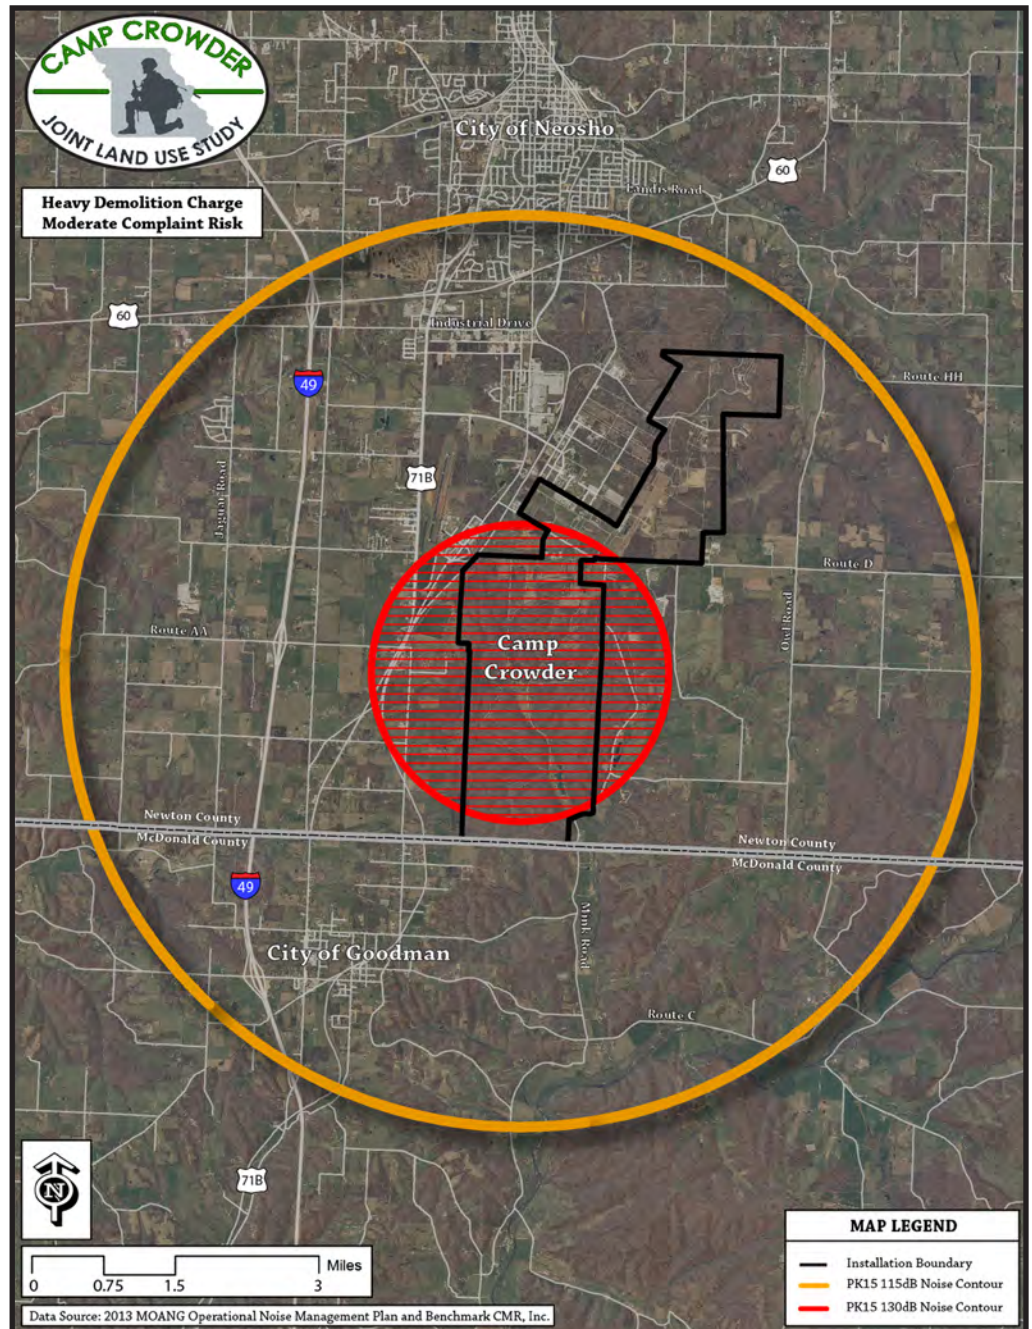 CAMP CROWDER
JOINT LAND USE STUDY
Heavy Demolition Charge
Moderate Complaint Risk
City of Neosho
60
Landis Road
60
Industrial Drive
49
Route HH
71B
Jaguar Road
Route D
Owl Road
Route AA
Camp
Crowder
Newton County
McDonald County
Newton County
McDonald County
49
City of Goodman
Mink Road
Route C
71B
N
Miles
0 0.75 1.5 3
Data Source: 2013 MOANG Operational Noise Management Plan and Benchmark CMR, Inc.
MAP LEGEND
Installation Boundary
PK15 115dB Noise Contour
PK15 130dB Noise Contour